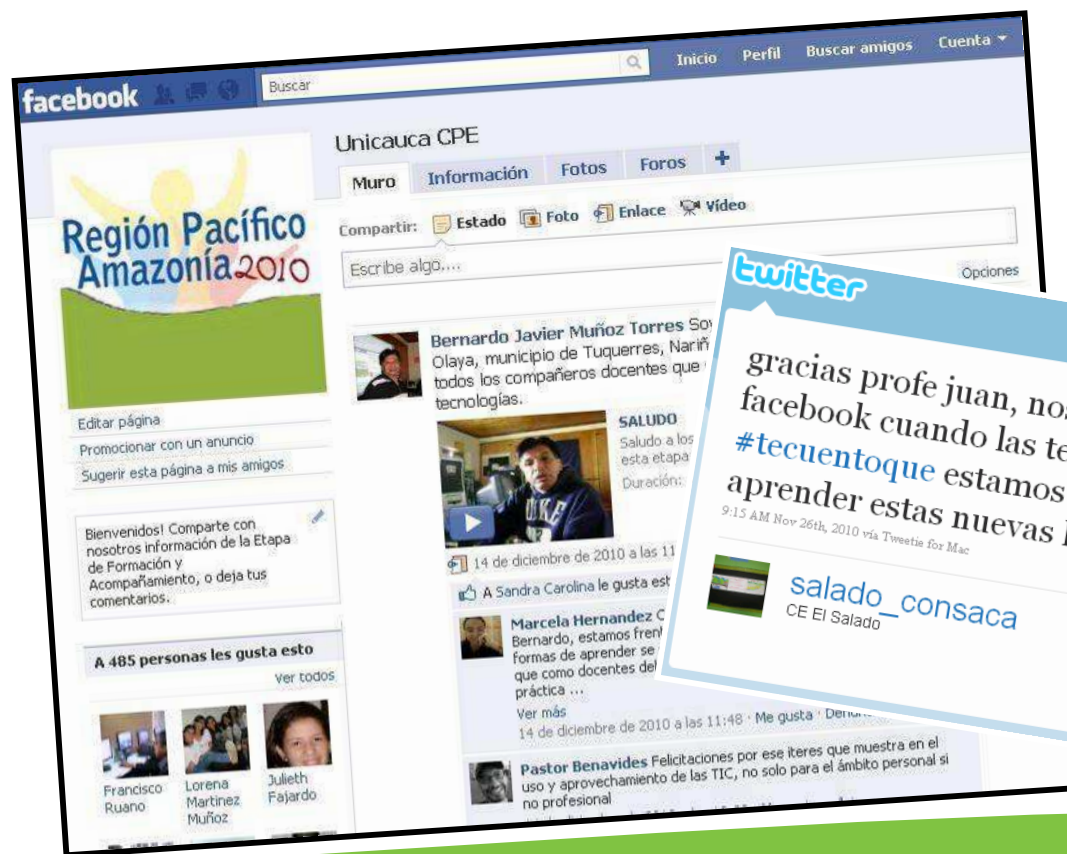 facebook
Buscar
Inicio Perfil Buscar amigos Cuenta
Región Pacífico
Amazonía 2010
Editar página
Promocionar con un anuncio
Sugerir esta página a mis amigos
Bienvenidos! Comparte con
nosotros información de la Etapa
de Formación y
Acompañamiento, o deja tus
comentarios.
A 485 personas les gusta esto
Ver todos
Francisco
Ruano
Lorena
Martinez
Muñoz
Julieth
Fajardo
Unicauca CPE
Muro Información Fotos Foros +
Compartir: Estado Foto Enlace Vídeo
Escribe algo....
Opciones
Bernardo Javier Muñoz Torres
Olaya, municipio de Tuquerres,
todos los compañeros docentes que
tecnologías.
SALUDO
Saludo a los
esta etapa
Duración:
14 de diciembre de 2010 a las 11
A Sandra Carolina le gusta
Marcela Hernandez
Bernardo, estamos
formas de aprender se
que como docentes
práctica ...
Ver más
14 de diciembre de 2010 a las 11:48 · Me gusta ·
Pastor Benavides Felicitaciones por ese iteres que muestra en el
uso y aprovechamiento de las TIC, no solo para el ámbito personal si
no profesional
twitter
gracias profe juan,
facebook cuando las
#tecuentoque estamos
aprender estas nuevas
9:15 AM Nov 26th, 2010 vía Tweetie for Mac
salado_consaca
CE El Salado